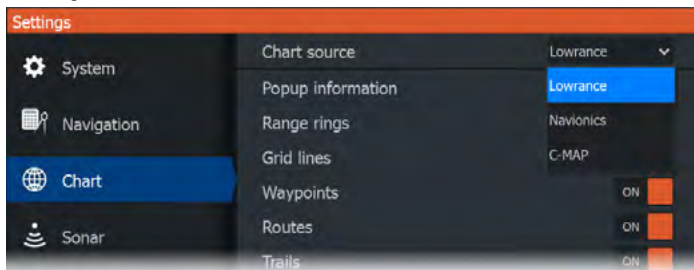 Settings
System
Navigation
Chart
Sonar
Chart source Lowrance
Popup information Lowrance
Range rings Navionics
Grid lines C-MAP
Waypoints ON
Routes ON
Trails ON